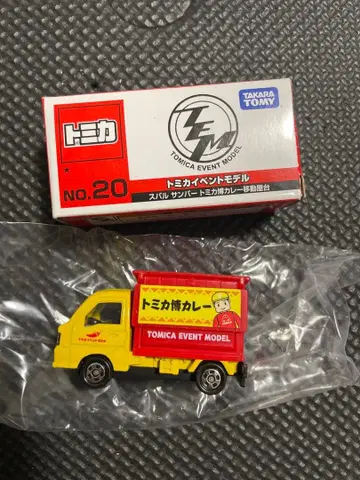 TAKARA
TOMY
トミカ
TEM
TOMICA EVENT MODEL
NO.20
トミカイベントモデル
スバル サンバー トミカ博カレー移動屋台
トミカ博カレー
TOMICA EVENT MODEL